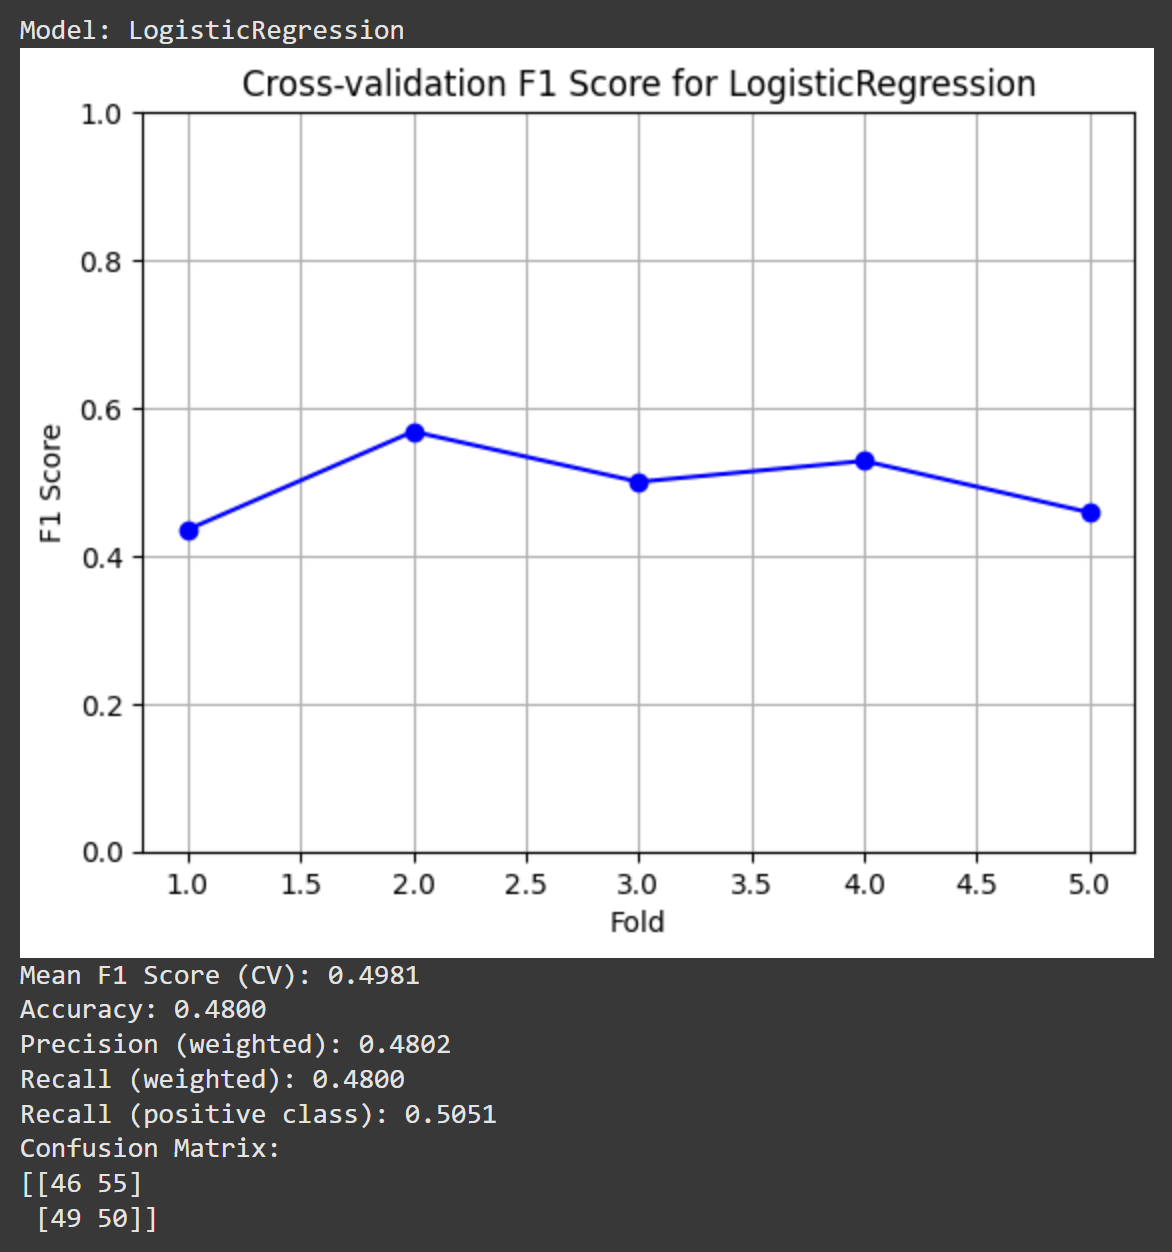 Model: LogisticRegression
Cross-validation F1 Score for LogisticRegression
1.0
0.8
0.6
0.4
0.2
0.0
F1 Score
1.0 1.5 2.0 2.5 3.0 3.5 4.0 4.5 5.0
Fold
Mean F1 Score (CV): 0.4981
Accuracy: 0.4800
Precision (weighted): 0.4802
Recall (weighted): 0.4800
Recall (positive class): 0.5051
Confusion Matrix:
[[46 55]
 [49 50]]